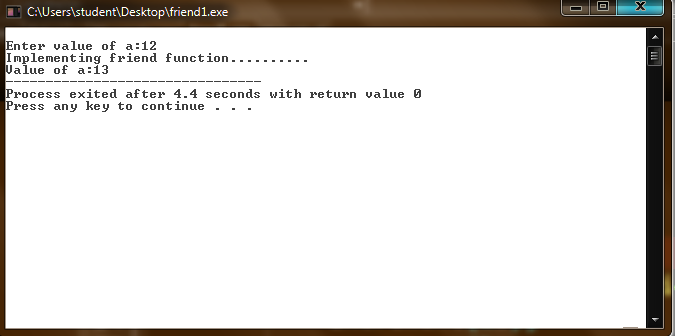 C:\Users\student\Desktop\friend1.exe
Enter value of a:12
Implementing friend function..........
Value of a:13
--------------------------------
Process exited after 4.4 seconds with return value 0
Press any key to continue . . .